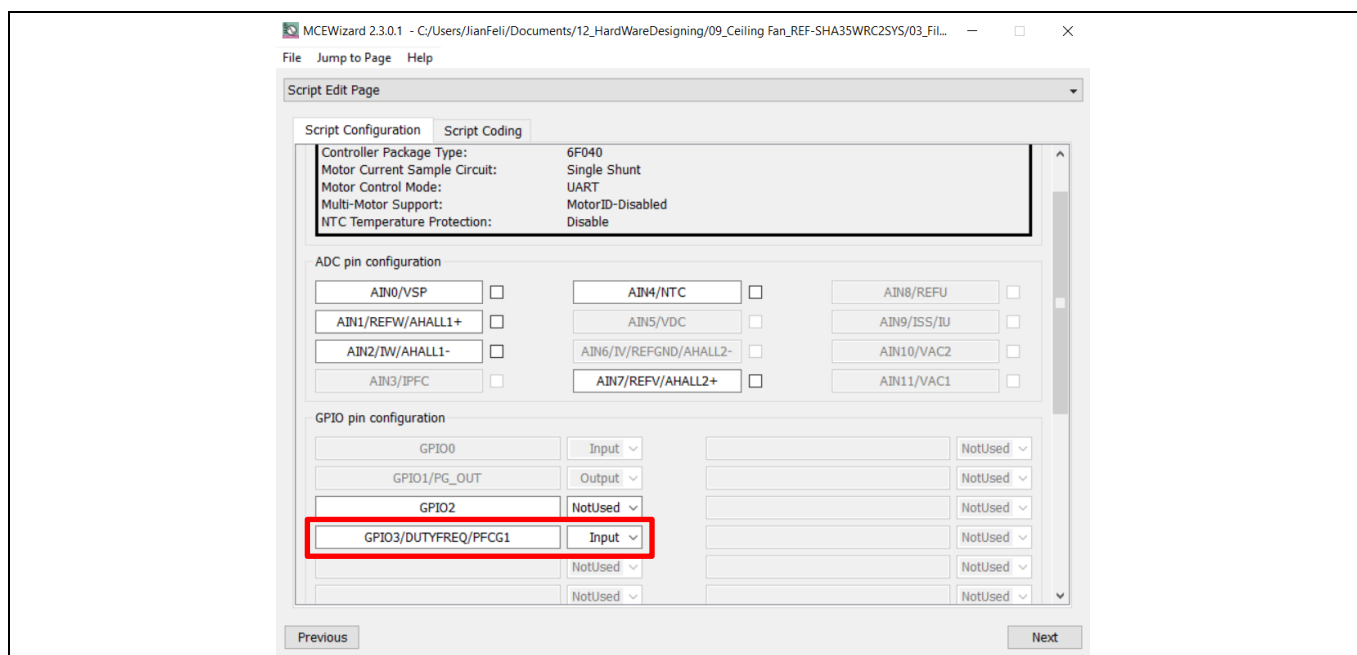 MCEWizard 2.3.0.1 - C:/Users/JianFeli/Documents/12_HardWareDesigning/09_Ceiling Fan_REF-SHA35WRC2SYS/03_Fil...
File Jump to Page Help
Script Edit Page
Script Configuration Script Coding
Controller Package Type: 6F040
Motor Current Sample Circuit: Single Shunt
Motor Control Mode: UART
Multi-Motor Support: MotorID-Disabled
NTC Temperature Protection: Disable
ADC pin configuration
AIN0/VSP AIN4/NTC AIN8/REFU
AIN1/REFW/AHALL1+ AIN5/VDC AIN9/ISS/IU
AIN2/IW/AHALL1- AIN6/IV/REFGND/AHALL2- AIN10/VAC2
AIN3/IPFC AIN7/REFV/AHALL2+ AIN11/VAC1
GPIO pin configuration
GPIO0 Input NotUsed
GPIO1/PG_OUT Output NotUsed
GPIO2 NotUsed NotUsed
GPIO3/DUTYFREQ/PFCG1 Input NotUsed
NotUsed NotUsed
NotUsed NotUsed
Previous Next